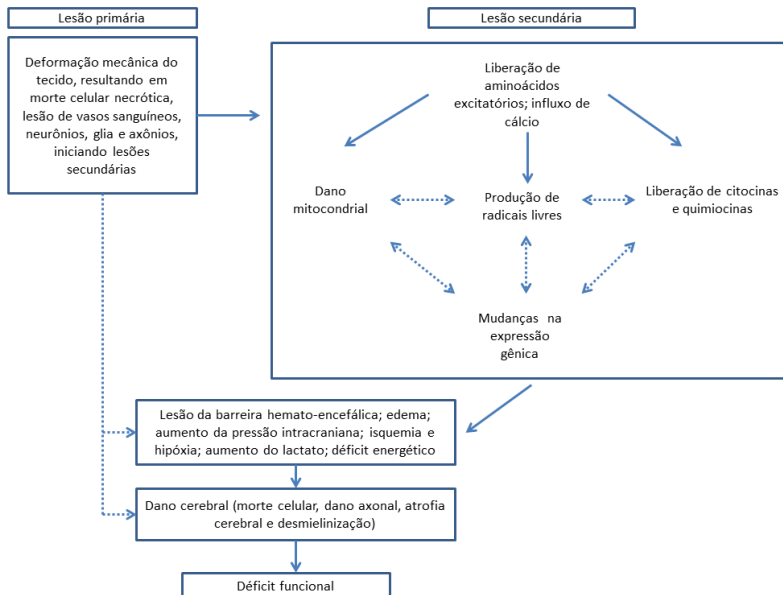 Lesão primária
Lesão secundária
Deformação mecânica do
tecido, resultando em
morte celular necrótica,
lesão de vasos sanguíneos,
neurônios, glia e axônios,
iniciando lesões
secundárias
Liberação de
aminoácidos
excitatórios; influxo de
cálcio
Dano
mitocondrial
Produção de
radicais livres
Liberação de citocinas
e quimiocinas
Mudanças na
expressão
gênica
Lesão da barreira hemato-encefálica; edema;
aumento da pressão intracraniana; isquemia e
hipóxia; aumento do lactato; déficit energético
Dano cerebral (morte celular, dano axonal, atrofia
cerebral e desmielinização)
Déficit funcional